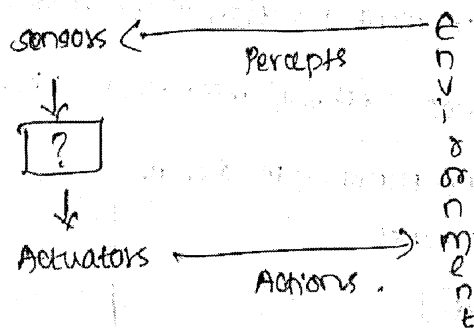 sensors
Percepts
?
Actuators
Actions.
environment